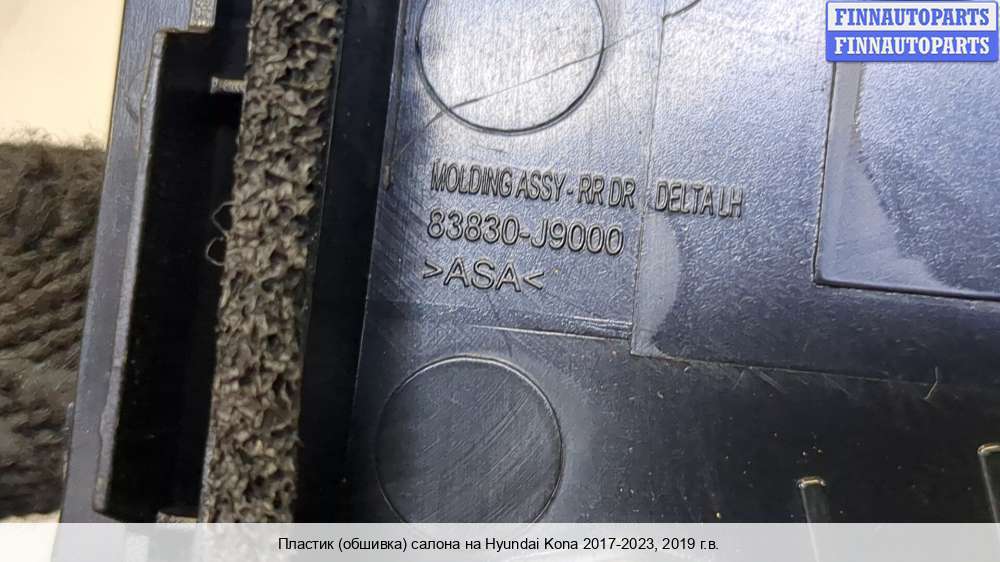 FINNAUTOPARTS
FINNAUTOPARTS
MOLDING ASSY - RR DR DELTA LH
83830-J9000
>ASA<
Пластик (обшивка) салона на Hyundai Kona 2017-2023, 2019 г.в.